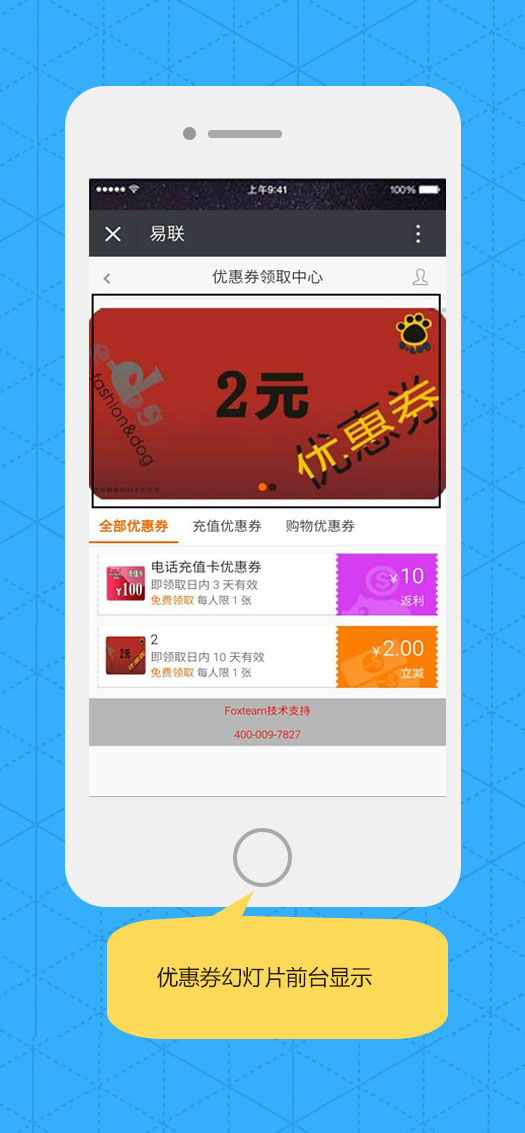 上午9:41
100%
易联
优惠券领取中心
2元
优惠券
fashion&dog
全部优惠券 充值优惠券 购物优惠券
电话充值卡优惠券
即领取日内 3 天有效
免费领取 每人限 1 张
¥ 10
返利
充值卡
¥100
2
即领取日内 10 天有效
免费领取 每人限 1 张
¥ 2.00
立减
2元
优惠券
Foxteam技术支持
400-009-7827
优惠券幻灯片前台显示